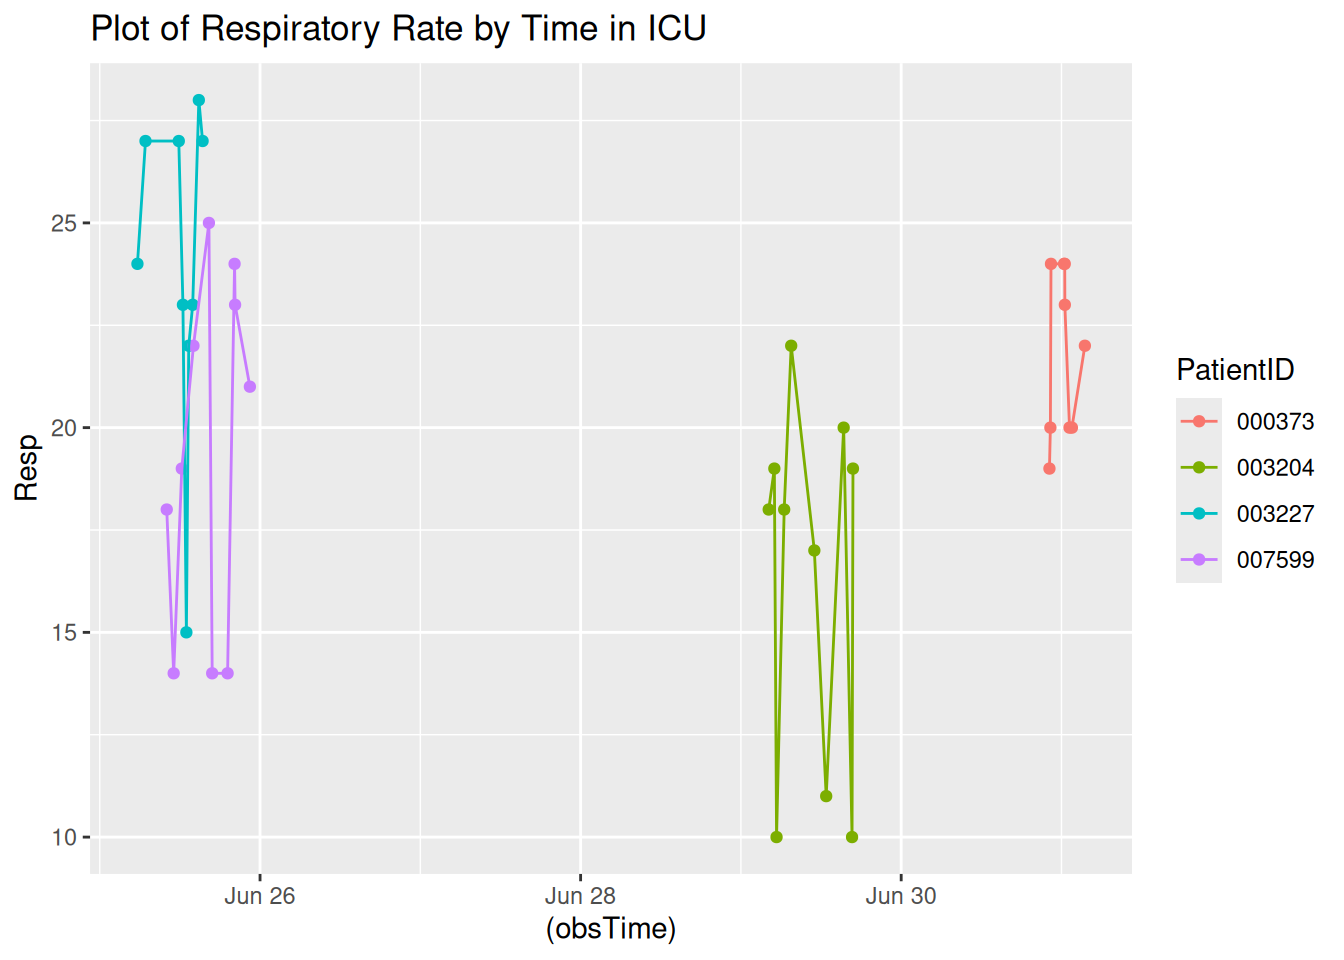 Plot of Respiratory Rate by Time in ICU
Resp
25
20
15
10
Jun 26
Jun 28
Jun 30
(obsTime)
PatientID
000373
003204
003227
007599